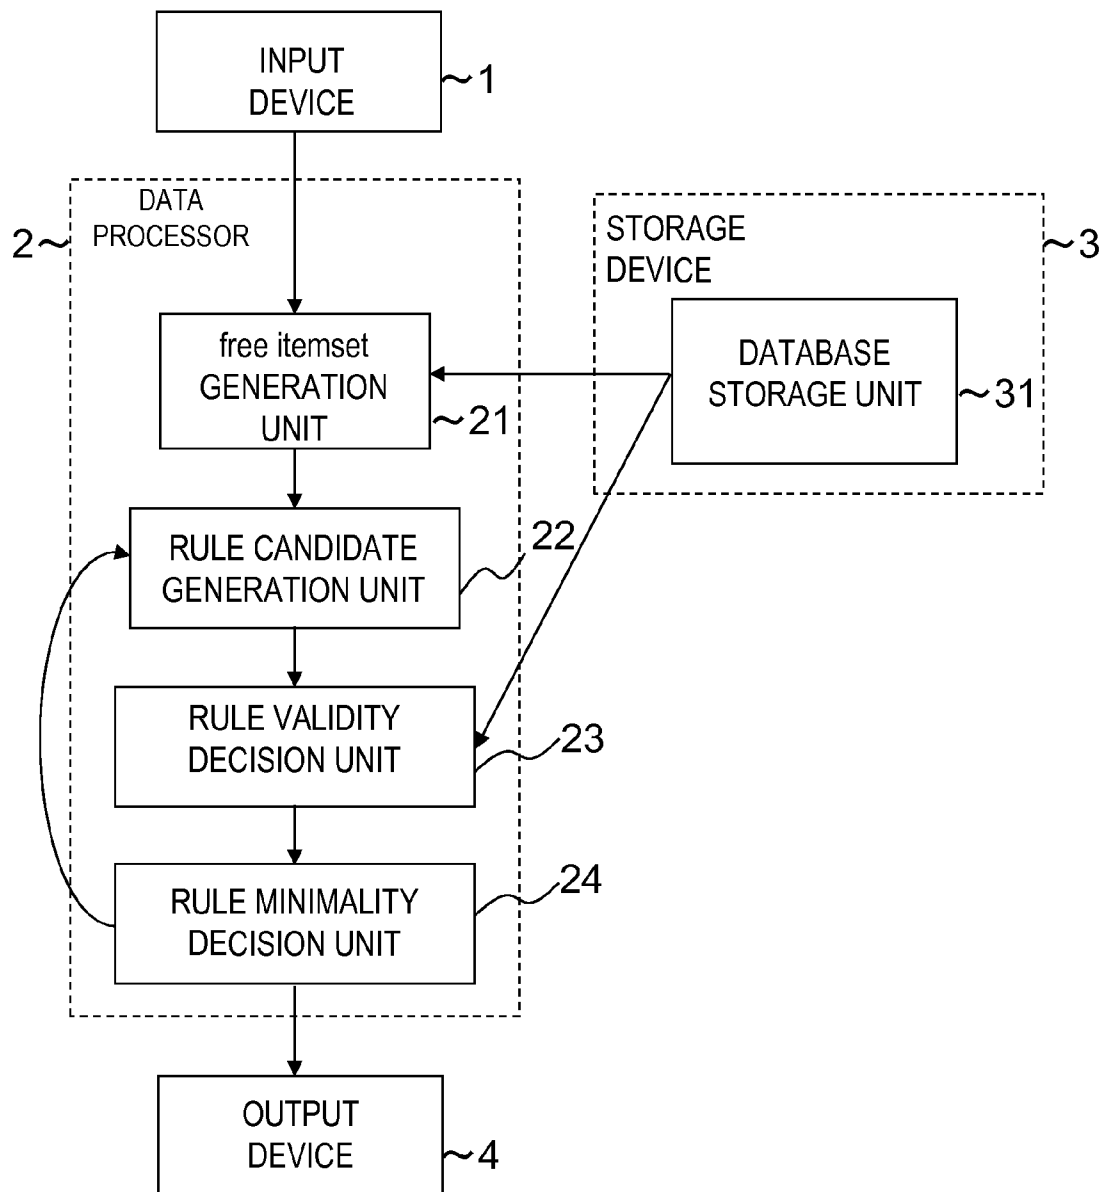 INPUT
DEVICE
~1
DATA
PROCESSOR
2~
STORAGE
DEVICE
~3
free itemset
GENERATION
UNIT
~21
DATABASE
STORAGE UNIT
~31
RULE CANDIDATE
GENERATION UNIT
22
RULE VALIDITY
DECISION UNIT
23
RULE MINIMALITY
DECISION UNIT
24
OUTPUT
DEVICE
~4